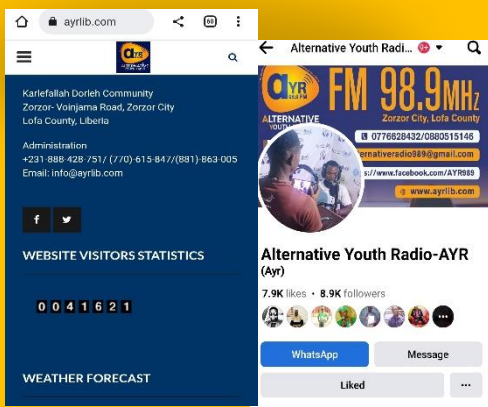 ayrlib.com
60
ayr
Karlefallah Dorleh Community
Zorzor- Voinjama Road, Zorzor City
Lofa County, Liberia
Administration
+231-888-428-751/ (770)-615-847/(881)-863-005
Email: info@ayrlib.com
WEBSITE VISITORS STATISTICS
0041621
WEATHER FORECAST
Alternative Youth Radi...
9+
AYR
FM 98.9MHz
Zorzor City, Lofa County
ALTERNATIVE
YOUTH
0776628432/0880515146
ernativeradio989@gmail.com
s://www.facebook.com/AYR989
www.ayrlib.com
Alternative Youth Radio-AYR
(Ayr)
7.9K likes • 8.9K followers
WhatsApp
Message
Liked